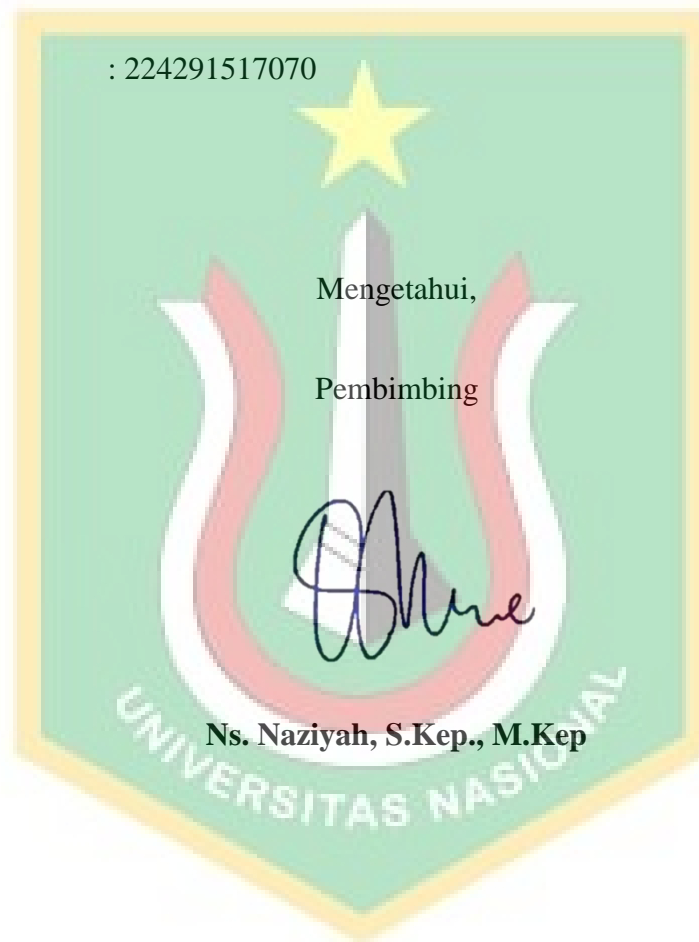 : 224291517070
Mengetahui,
Pembimbing
Ns. Naziyah, S.Kep., M.Kep
UNIVERSITAS NASIONAL